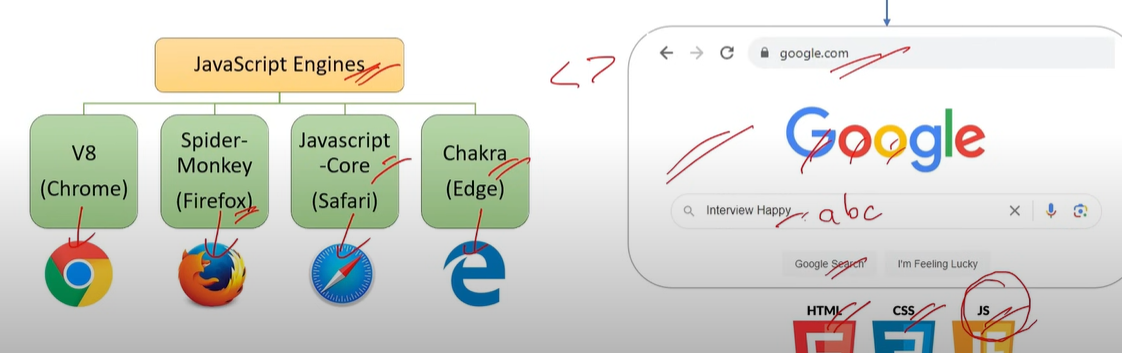 JavaScript Engines
V8
(Chrome)
Spider-
Monkey
(Firefox)
Javascript
-Core
(Safari)
Chakra
(Edge)
< >
google.com
Google
Interview Happy
abc
Google Search
I'm Feeling Lucky
HTML
CSS
JS